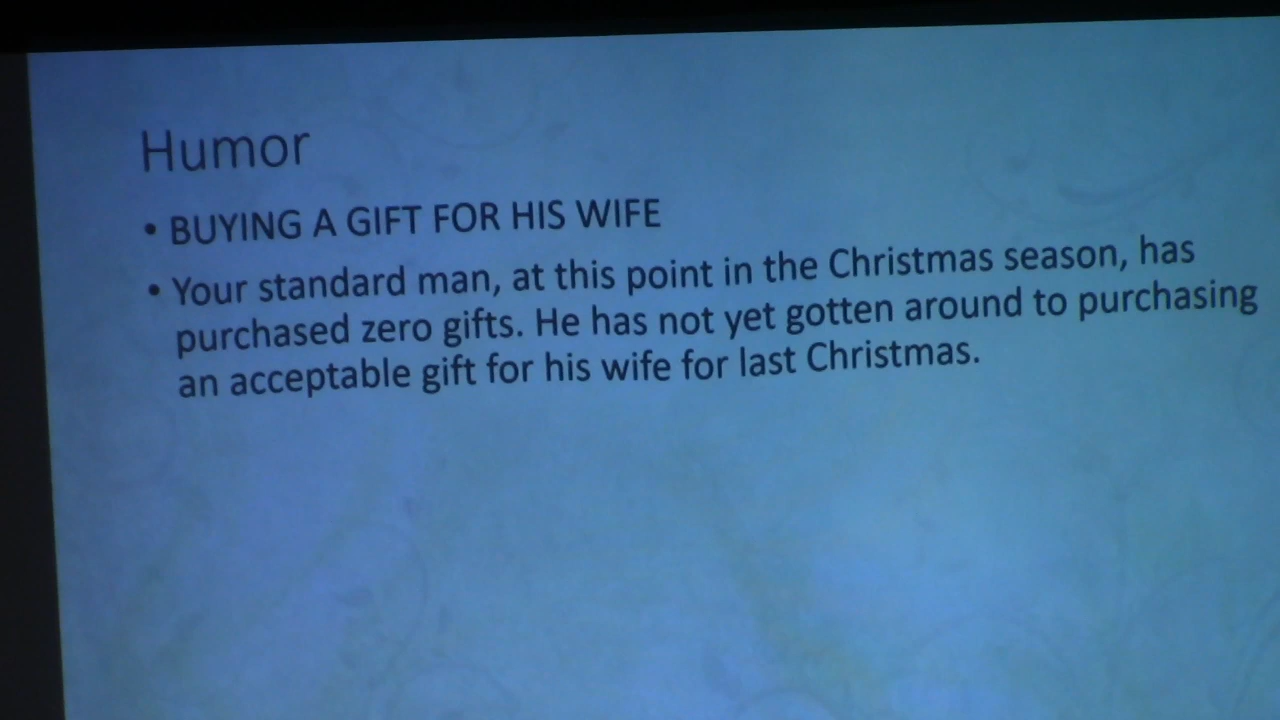 Humor
• BUYING A GIFT FOR HIS WIFE
• Your standard man, at this point in the Christmas season, has
purchased zero gifts. He has not yet gotten around to purchasing
an acceptable gift for his wife for last Christmas.